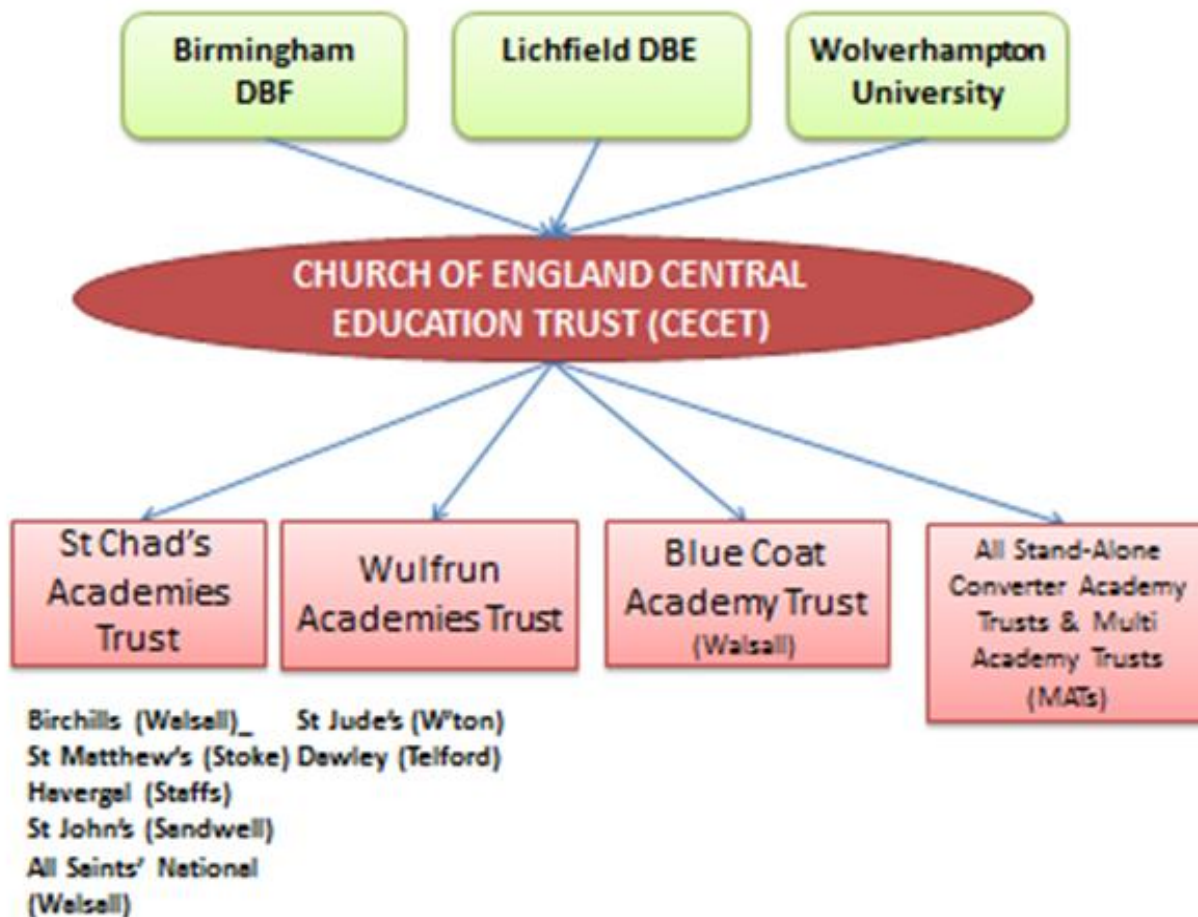 Birmingham
DBF
Lichfield DBE
Wolverhampton
University
CHURCH OF ENGLAND CENTRAL
EDUCATION TRUST (CECET)
St Chad's
Academies
Trust
Wulfrun
Academies Trust
Blue Coat
Academy Trust
(Walsall)
All Stand-Alone
Converter Academy
Trusts & Multi
Academy Trusts
(MATs)
Birchills (Walsall)_
St Matthew's (Stoke)
Havergal (Staffs)
St John's (Sandwell)
All Saints' National
(Walsall)
St Jude's (W'ton)
Dawley (Telford)